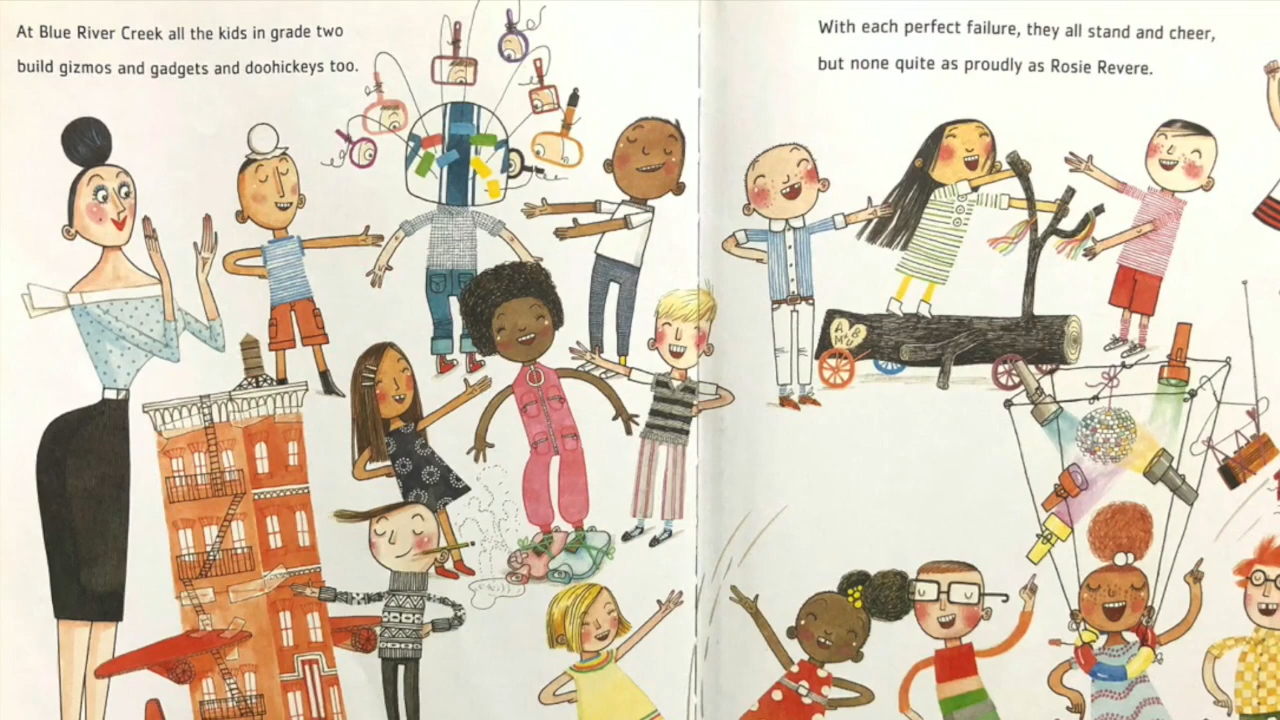 At Blue River Creek all the kids in grade two
build gizmos and gadgets and doohickeys too.
With each perfect failure, they all stand and cheer,
but none quite as proudly as Rosie Revere.